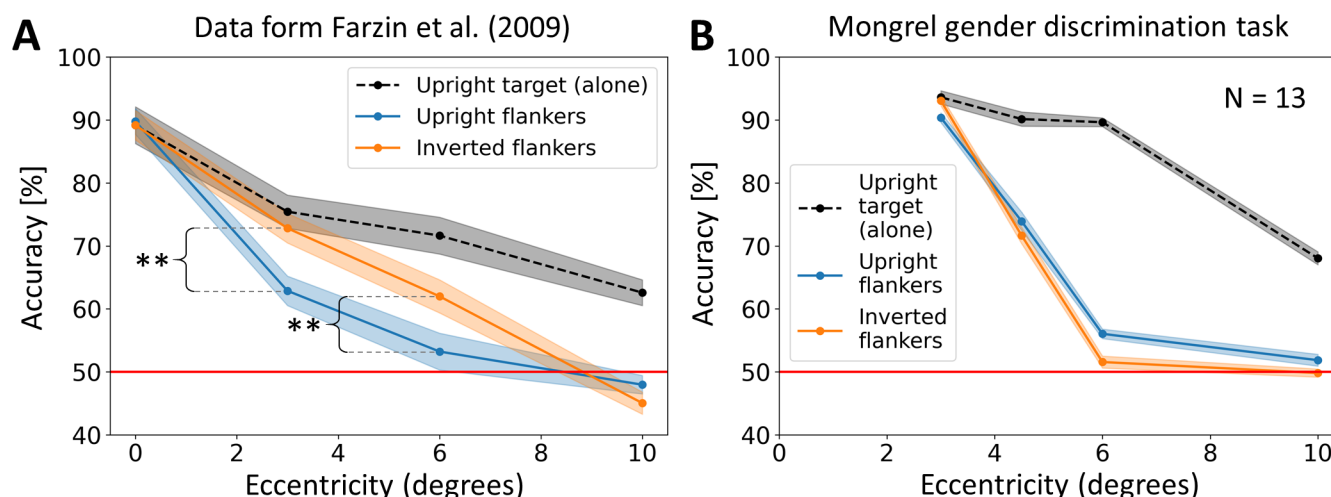 A
Data form Farzin et al. (2009)
100
90
80
70
60
50
40
Accuracy [%]
Upright target (alone)
Upright flankers
Inverted flankers
**
**
0
2
4
6
8
10
Eccentricity (degrees)
B
Mongrel gender discrimination task
100
90
80
70
60
50
40
Accuracy [%]
N = 13
Upright
target
(alone)
Upright
flankers
Inverted
flankers
0
2
4
6
8
10
Eccentricity (degrees)